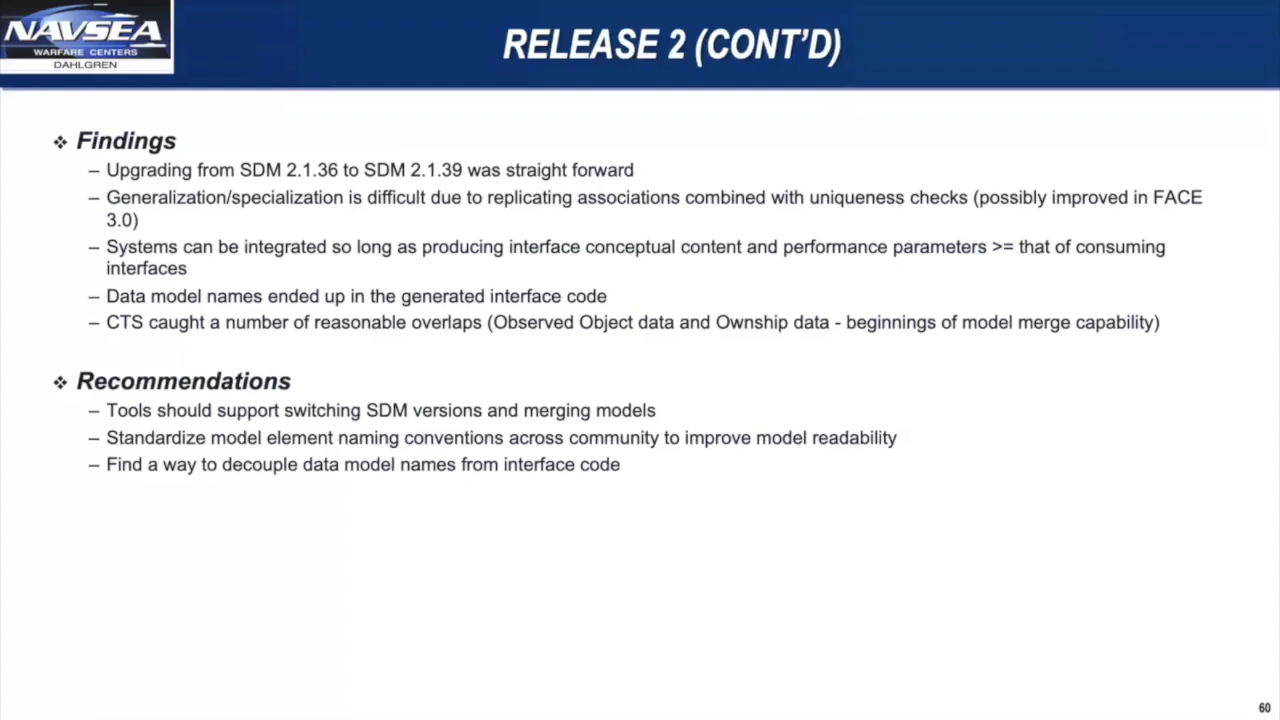 NAVSEA
WARFARE CENTERS
DAHLGREN
RELEASE 2 (CONT'D)
❖ Findings
– Upgrading from SDM 2.1.36 to SDM 2.1.39 was straight forward
– Generalization/specialization is difficult due to replicating associations combined with uniqueness checks (possibly improved in FACE
3.0)
– Systems can be integrated so long as producing interface conceptual content and performance parameters >= that of consuming
interfaces
– Data model names ended up in the generated interface code
– CTS caught a number of reasonable overlaps (Observed Object data and Ownship data - beginnings of model merge capability)
❖ Recommendations
– Tools should support switching SDM versions and merging models
– Standardize model element naming conventions across community to improve model readability
– Find a way to decouple data model names from interface code
60